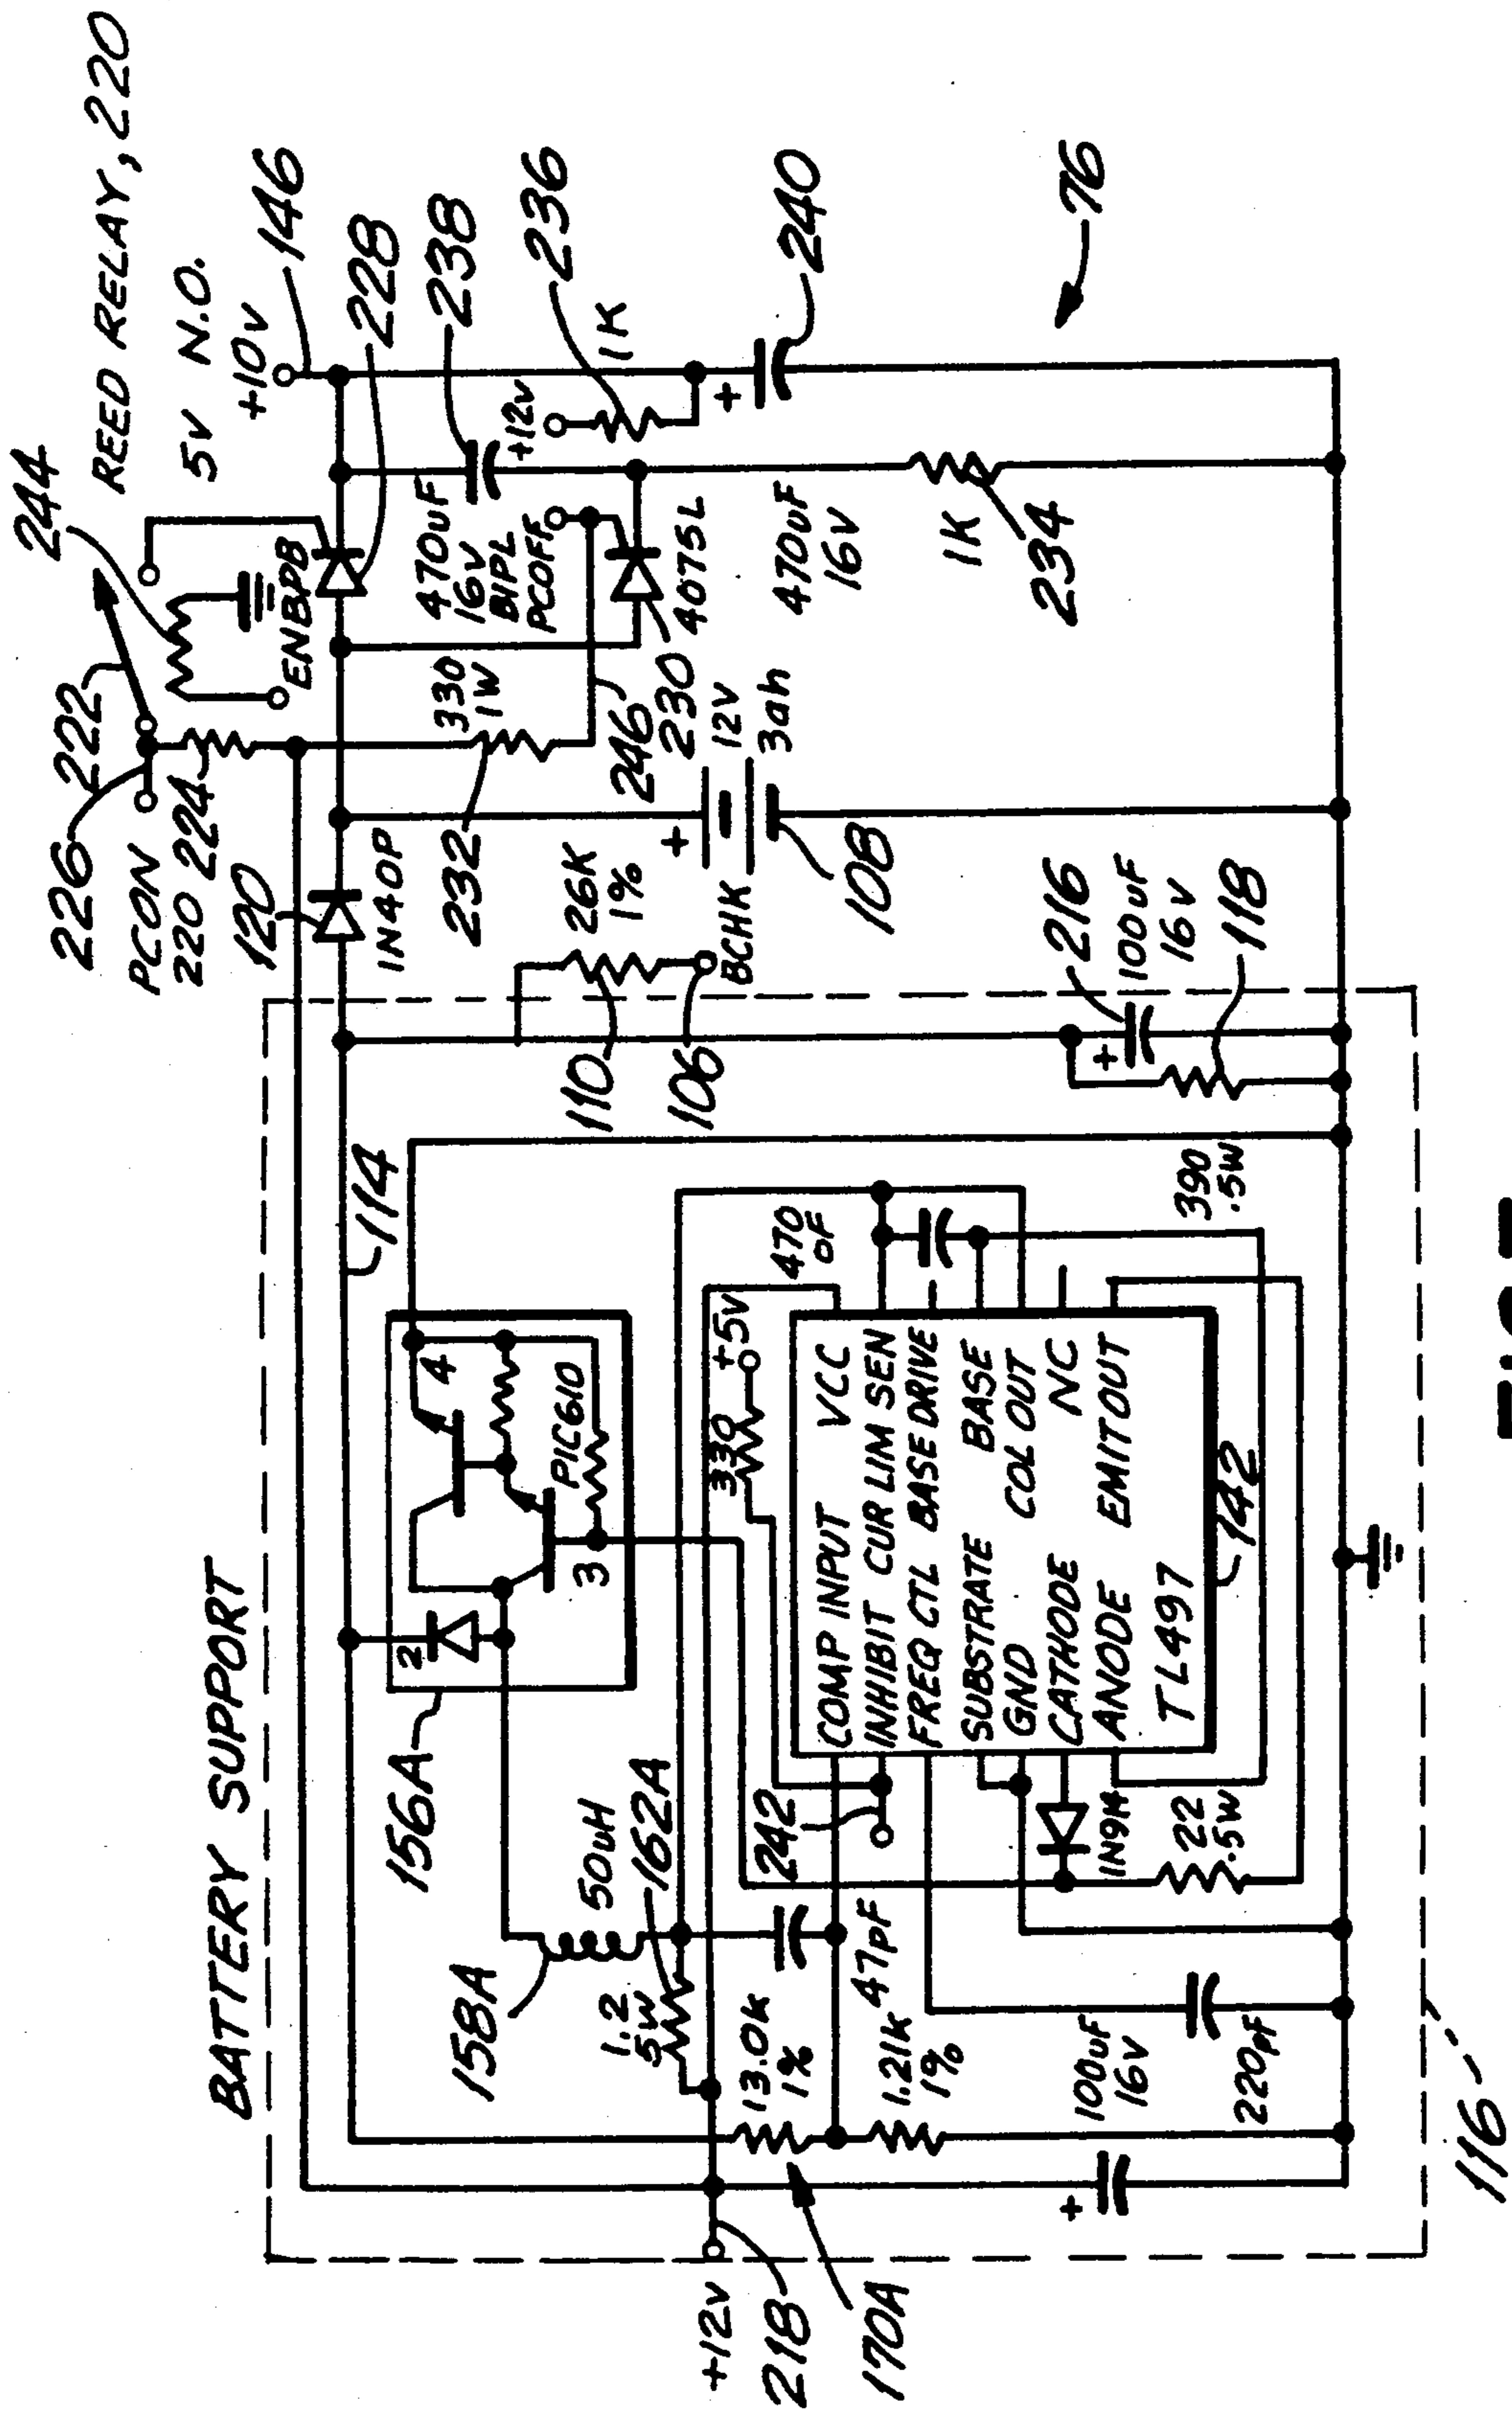 BATTERY SUPPORT
244
REED RELAY, 220
5V N.O.
+10V
146
228
238
236
240
76
226
222
PCON
220
224
120
1N40P
232
330
1W
ENBPB
470uF
16V
BIPL
PCOFF
+12V
1K
246
230
4075L
470uF
16V
1K
234
26K
1%
+
12V
3ah
BCHK
108
+
110
106
216
100uF
16V
118
+
114
156A
2
4
3
PIC610
158A
50uH
162A
1.2
5W
330
+5V
470
242
47pF
COMP INPUT VCC
INHIBIT CUR LIM SEN
FREQ CTL BASE DRIVE
SUBSTRATE BASE
GND COL OUT
CATHODE NC
ANODE EMITOUT
TL497
142
390
.5W
1N914
22
.5W
13.0K
1%
1.21K
1%
100uF
16V
+
220pF
+12V
218
170A
116